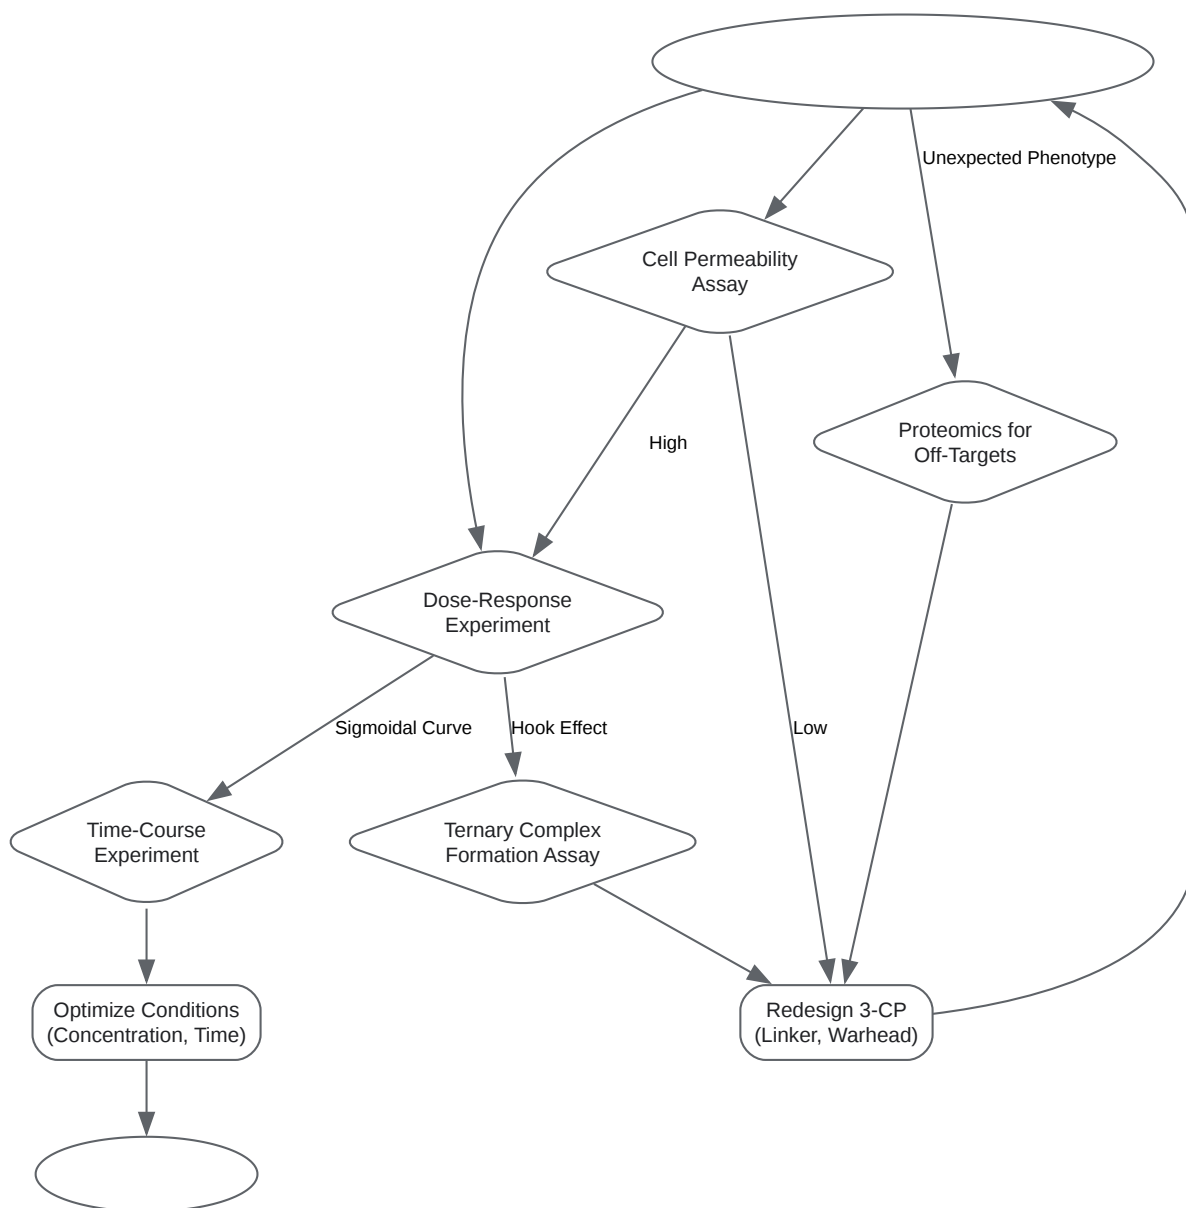 Unexpected Phenotype
Cell Permeability
Assay
High
Proteomics for
Off-Targets
Dose-Response
Experiment
Sigmoidal Curve
Hook Effect
Low
Time-Course
Experiment
Ternary Complex
Formation Assay
Optimize Conditions
(Concentration, Time)
Redesign 3-CP
(Linker, Warhead)